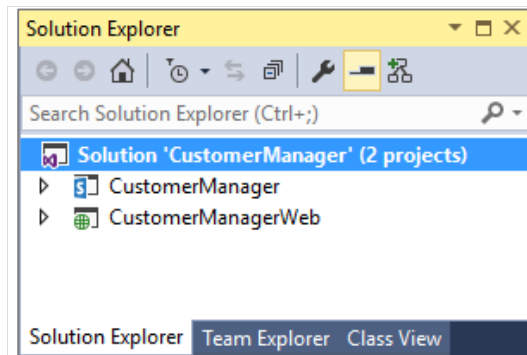 Solution Explorer
Search Solution Explorer (Ctrl+;)
Solution 'CustomerManager' (2 projects)
CustomerManager
CustomerManagerWeb
Solution Explorer Team Explorer Class View